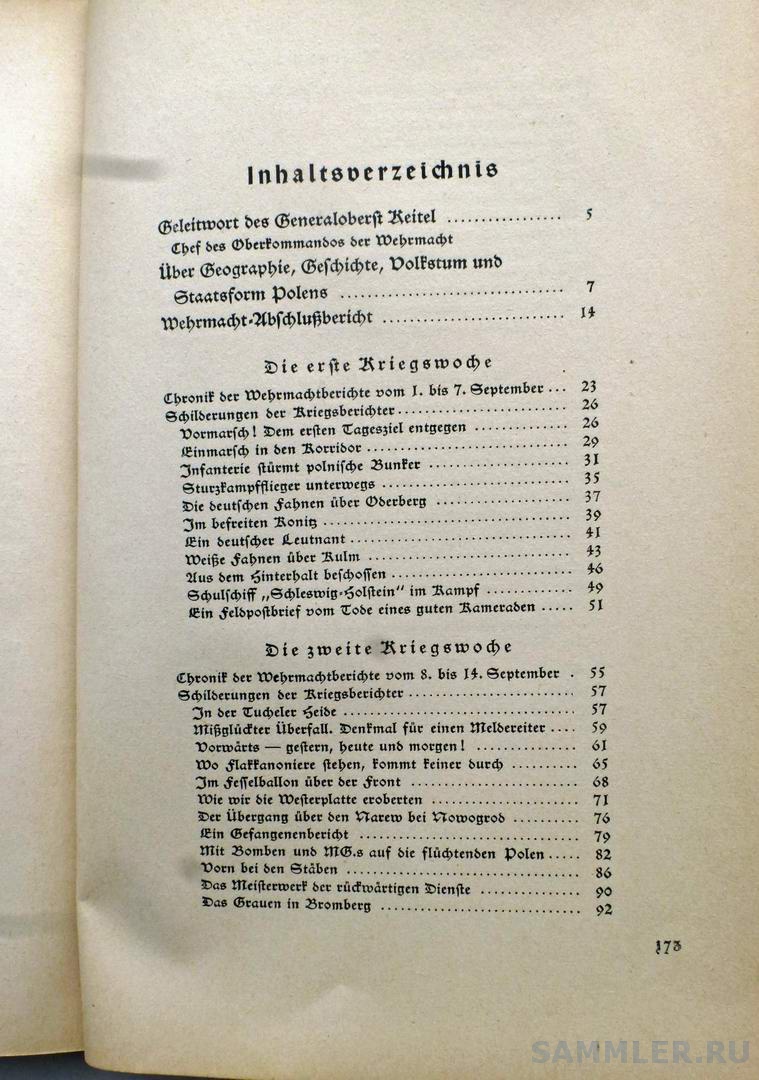 Inhaltsverzeichnis
Geleitwort des Generaloberst Keitel ................. 5
Chef des Oberkommandos der Wehrmacht
Über Geographie, Geschichte, Volkstum und
Staatsform Polens ................................ 7
Wehrmacht-Abschlußbericht .......................... 14
Die erste Kriegswoche
Chronik der Wehrmachtberichte vom 1. bis 7. September ... 23
Schilderungen der Kriegsberichter ........................ 26
Vormarsch! Dem ersten Tagesziel entgegen ............. 26
Einmarsch in den Korridor ............................. 29
Infanterie stürmt polnische Bunker .................... 31
Sturzkampfflieger unterwegs ........................... 35
Die deutschen Fahnen über Oderberg ................... 37
Im befreiten Konitz ................................... 39
Ein deutscher Leutnant ................................ 41
Weiße Fahnen über Kulm ............................... 43
Aus dem Hinterhalt beschossen ......................... 46
Schulschiff „Schleswig-Holstein“ im Kampf ............. 49
Ein Feldpostbrief vom Tode eines guten Kameraden ..... 51
Die zweite Kriegswoche
Chronik der Wehrmachtberichte vom 8. bis 14. September . 55
Schilderungen der Kriegsberichter ........................ 57
In der Tucheler Heide ................................. 57
Mißglückter Überfall. Denkmal für einen Meldereiter .... 59
Vorwärts — gestern, heute und morgen! ............... 61
Wo Flakkanoniere stehen, kommt keiner durch .......... 65
Im Fesselballon über der Front ........................ 68
Wie wir die Westerplatte eroberten .................... 71
Der Übergang über den Narew bei Nowogrod .......... 76
Ein Gefangenenbericht ................................ 79
Mit Bomben und MG.s auf die flüchtenden Polen ..... 82
Vorn bei den Stäben .................................. 86
Das Meisterwerk der rückwärtigen Dienste ............. 90
Das Grauen in Bromberg .............................. 92
173
SAMMLER.RU